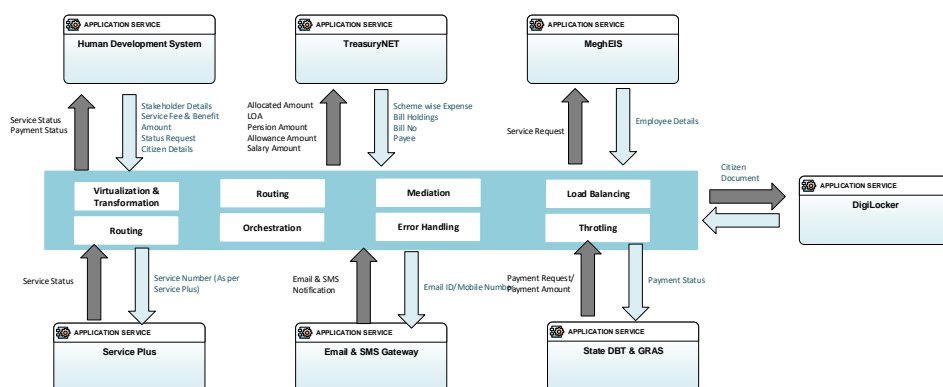 APPLICATION SERVICE
Human Development System
APPLICATION SERVICE
TreasuryNET
APPLICATION SERVICE
MeghEIS
Service Status
Payment Status
Stakeholder Details
Service Fee & Benefit
Amount
Status Request
Citizen Details
Allocated Amount
LOA
Pension Amount
Allowance Amount
Salary Amount
Scheme wise Expense
Bill Holdings
Bill No
Payee
Service Request
Employee Details
Virtualization &
Transformation
Routing
Routing
Orchestration
Mediation
Error Handling
Load Balancing
Throtling
Citizen
Document
APPLICATION SERVICE
DigiLocker
Service Status
Service Number (As per
Service Plus)
Email & SMS
Notification
Email ID/Mobile Number
Payment Request/
Payment Amount
Payment Status
APPLICATION SERVICE
Service Plus
APPLICATION SERVICE
Email & SMS Gateway
APPLICATION SERVICE
State DBT & GRAS